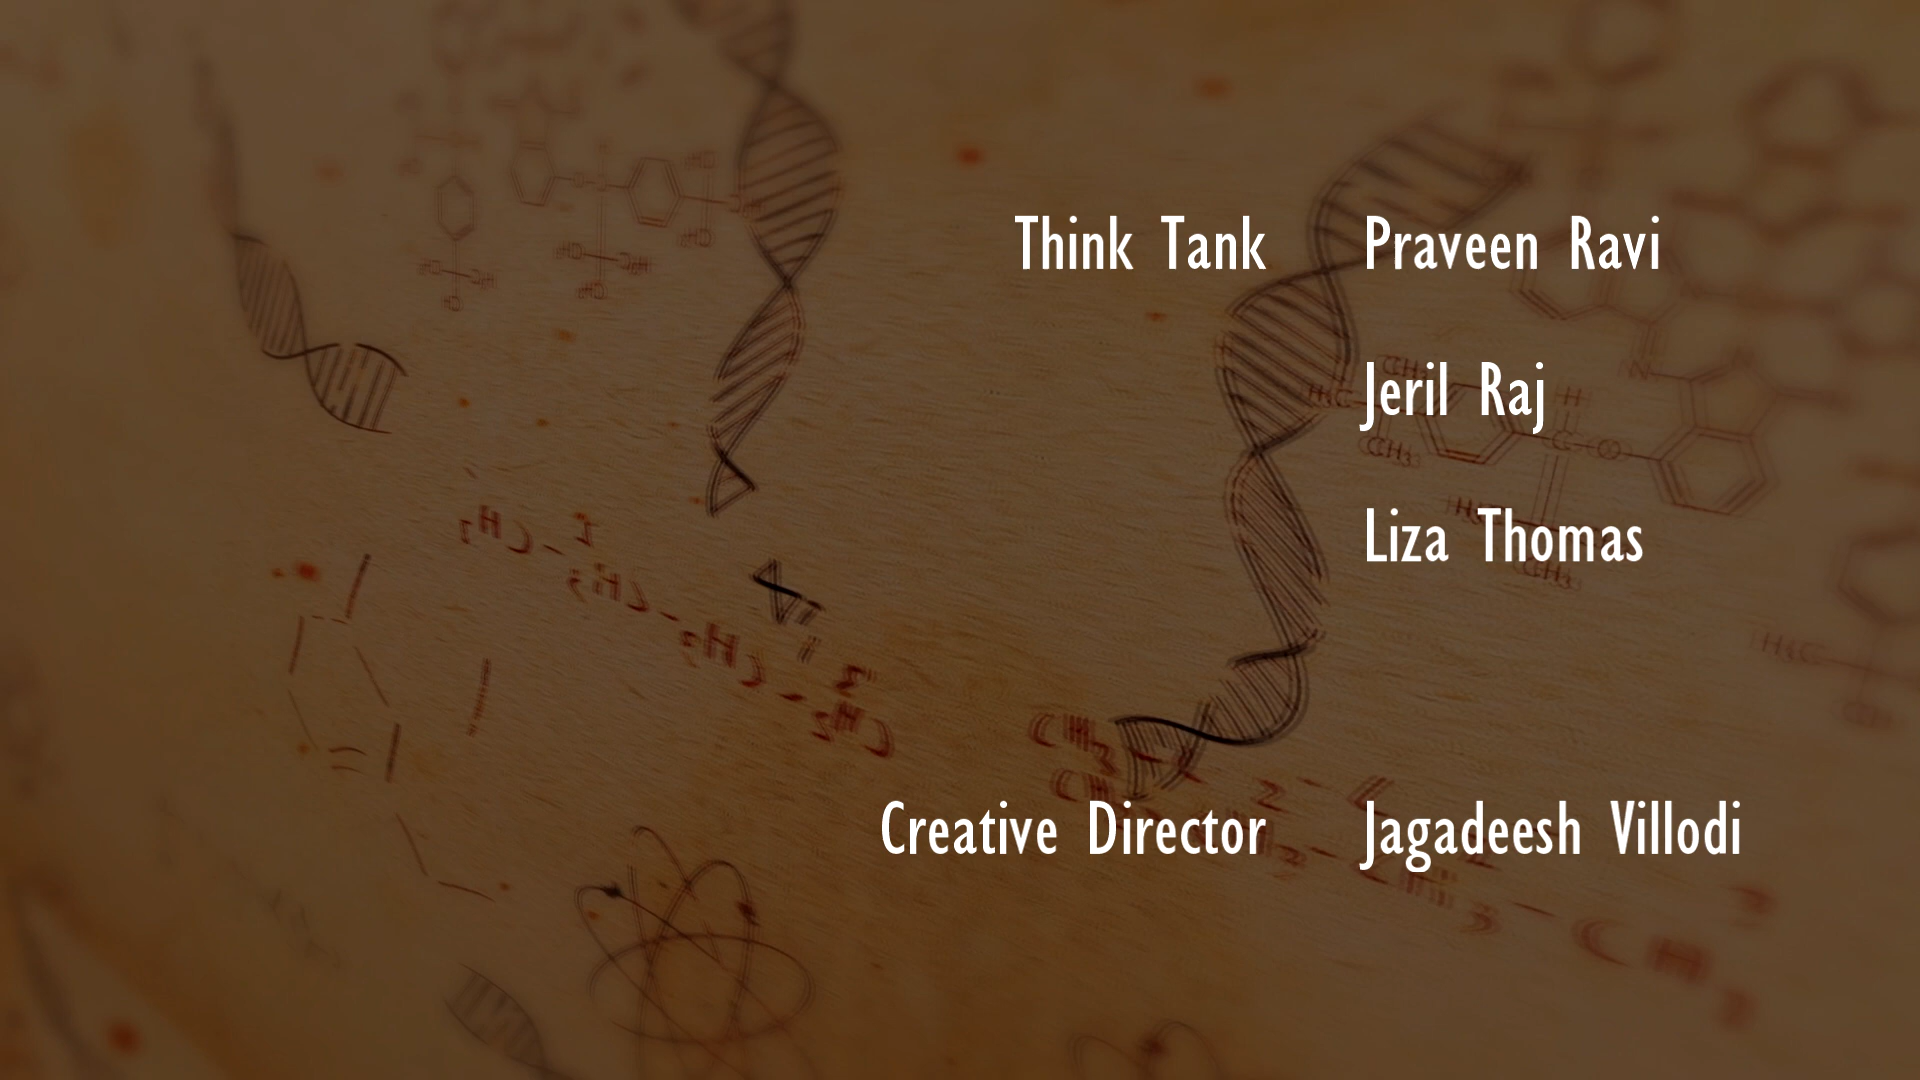 Think Tank Praveen Ravi
Jeril Raj
Liza Thomas
Creative Director Jagadeesh Villodi